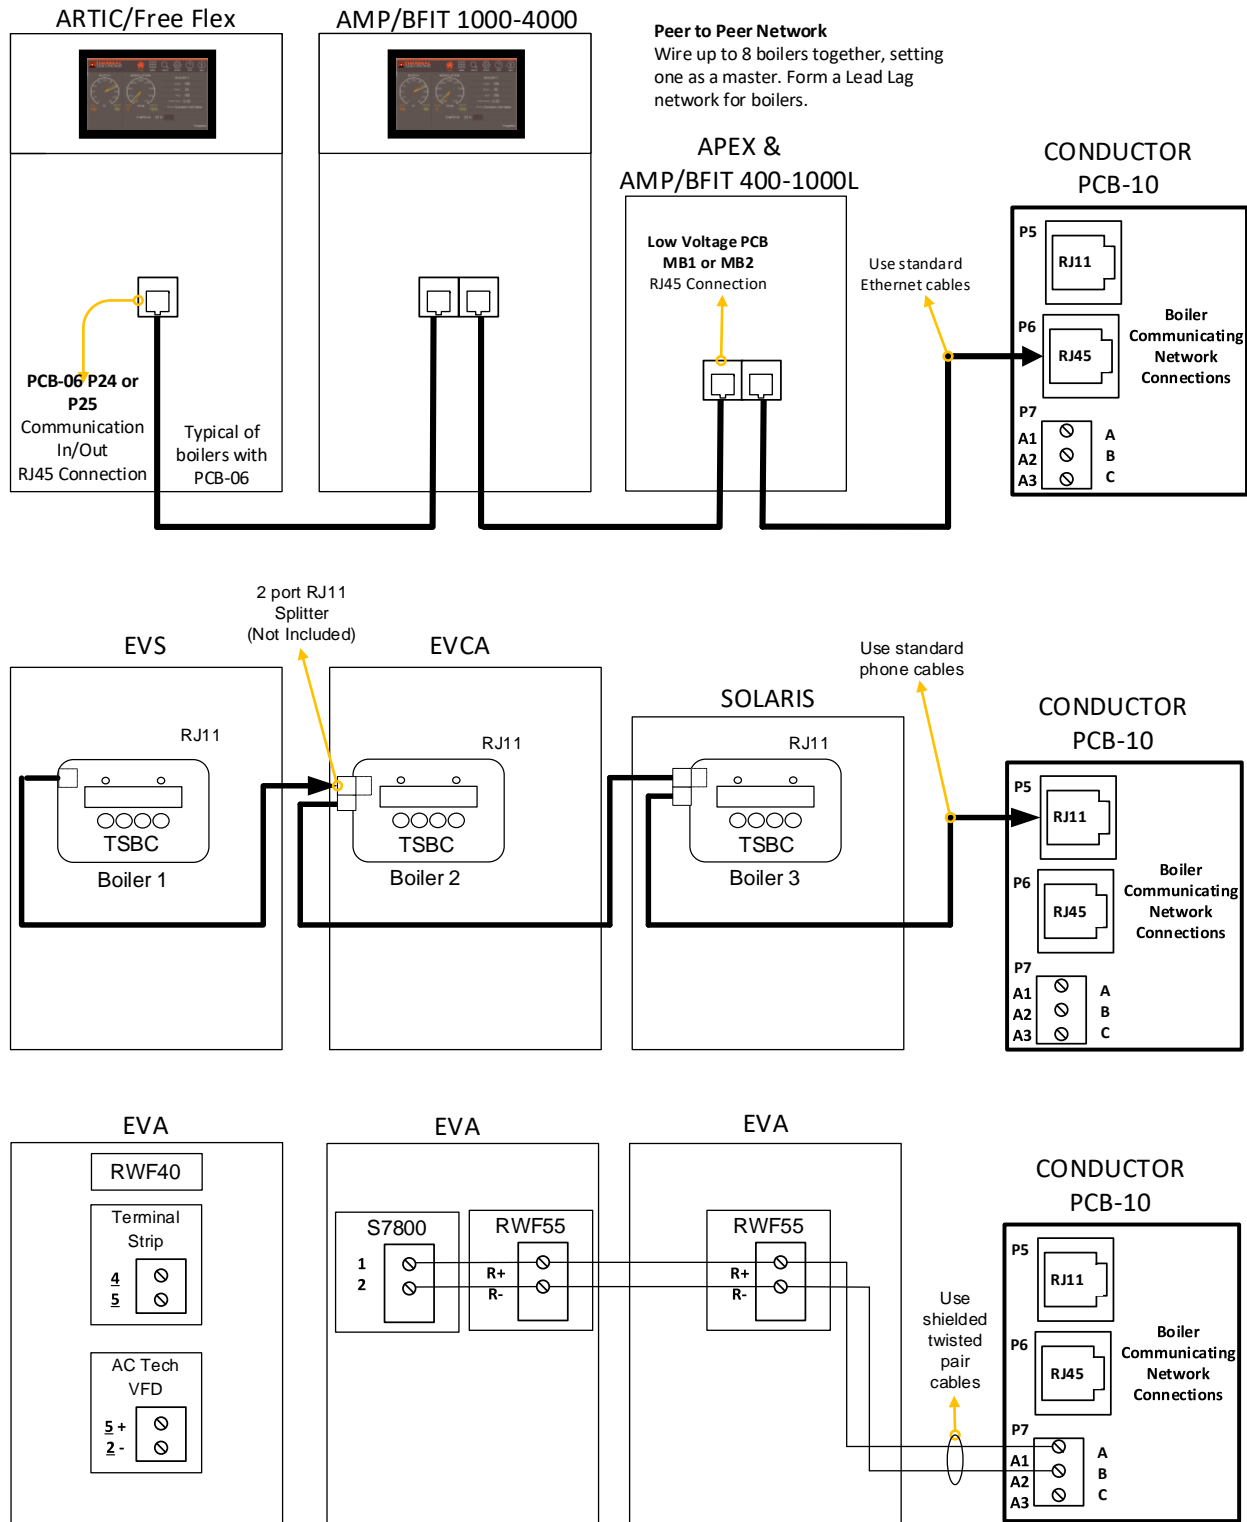 ARTIC/Free Flex
AMP/BFIT 1000-4000
Peer to Peer Network
Wire up to 8 boilers together, setting
one as a master. Form a Lead Lag
network for boilers.
APEX &
AMP/BFIT 400-1000L
CONDUCTOR
PCB-10
Low Voltage PCB
MB1 or MB2
RJ45 Connection
Use standard
Ethernet cables
P5
RJ11
P6
RJ45
Boiler
Communicating
Network
Connections
P7
A1
A2
A3
A
B
C
PCB-06 P24 or
P25
Communication
In/Out
RJ45 Connection
Typical of
boilers with
PCB-06
2 port RJ11
Splitter
(Not Included)
EVS
EVCA
SOLARIS
Use standard
phone cables
CONDUCTOR
PCB-10
RJ11
TSBC
Boiler 1
RJ11
TSBC
Boiler 2
RJ11
TSBC
Boiler 3
P5
RJ11
P6
RJ45
Boiler
Communicating
Network
Connections
P7
A1
A2
A3
A
B
C
EVA
EVA
EVA
CONDUCTOR
PCB-10
RWF40
Terminal
Strip
4
5
AC Tech
VFD
5 +
2 -
S7800
1
2
RWF55
R+
R-
RWF55
R+
R-
Use
shielded
twisted
pair
cables
P5
RJ11
P6
RJ45
Boiler
Communicating
Network
Connections
P7
A1
A2
A3
A
B
C